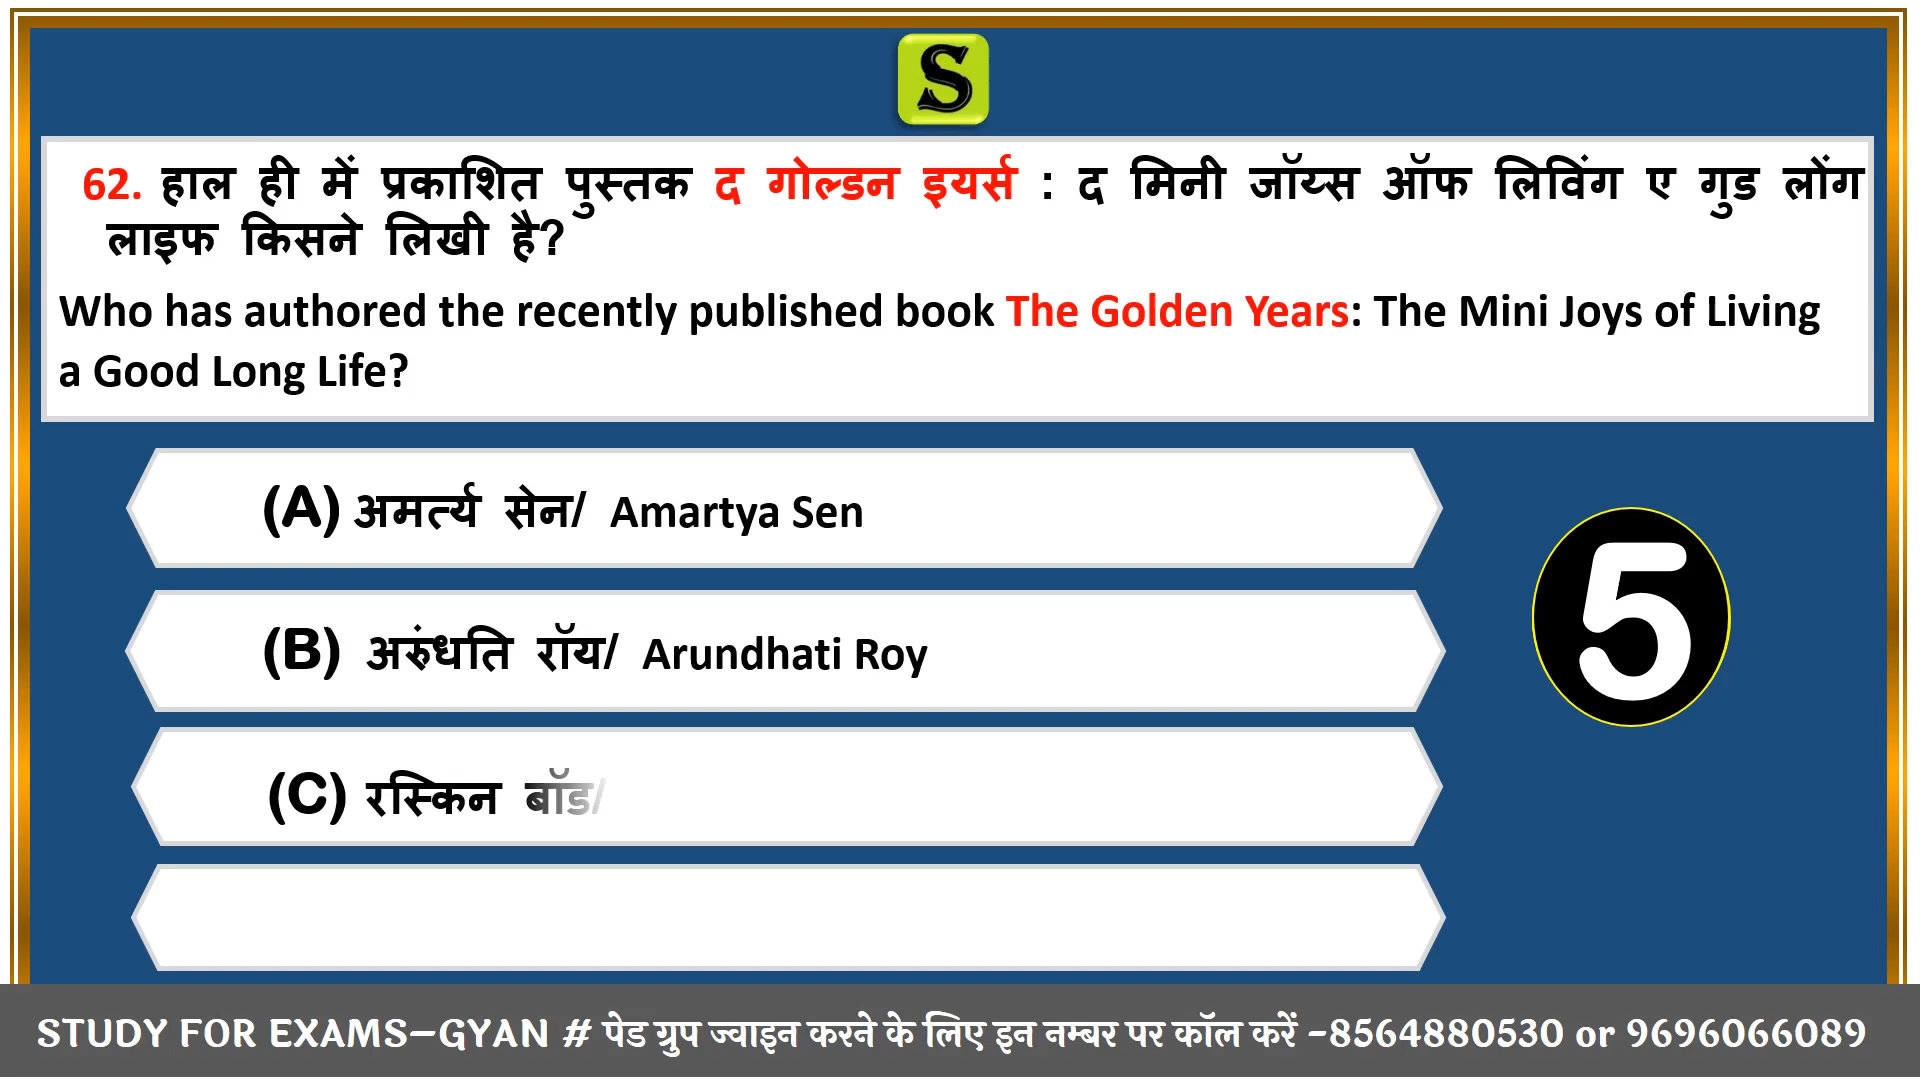 S
62. हाल ही में प्रकाशित पुस्तक द गोल्डन इयर्स : द मिनी जॉय्स ऑफ लिविंग ए गुड लोंग
लाइफ किसने लिखी है?
Who has authored the recently published book The Golden Years: The Mini Joys of Living
a Good Long Life?
(A) अमर्त्य सेन/ Amartya Sen
(B) अरुंधति रॉय/ Arundhati Roy
5
(C) रस्किन बॉड/
STUDY FOR EXAMS–GYAN # पेड ग्रुप ज्वाइन करने के लिए इन नम्बर पर कॉल करें -8564880530 or 9696066089